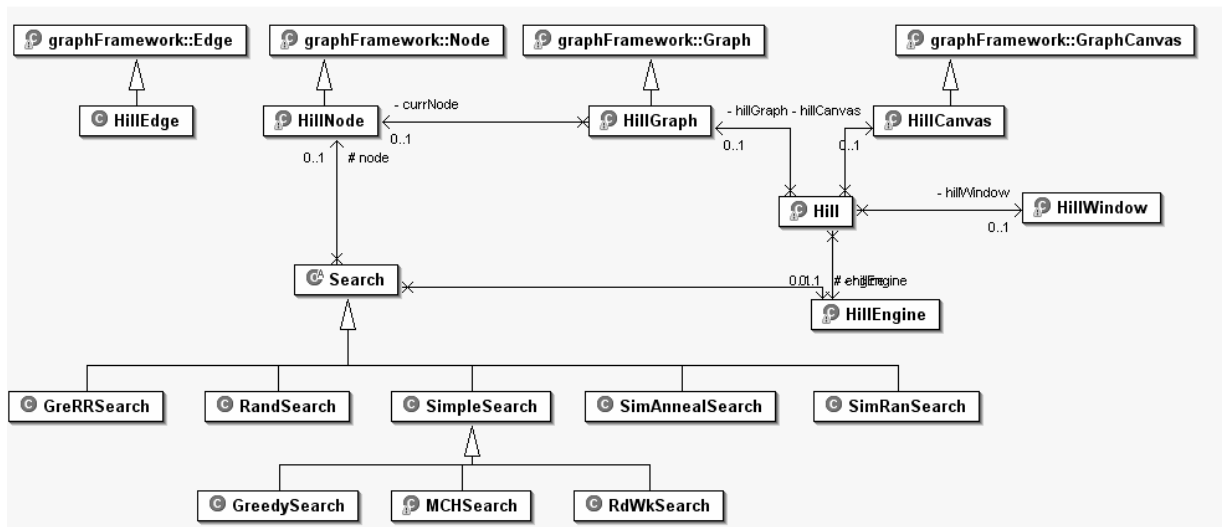 graphFramework::Edge
graphFramework::Node
graphFramework::Graph
graphFramework::GraphCanvas
HillEdge
HillNode
- currNode
0..1
HillGraph
- hillGraph - hillCanvas
0..1
0..1
HillCanvas
0..1 # node
- hillWindow
0..1
Hill
HillWindow
Search
HillEngine
GreRRSearch
RandSearch
SimpleSearch
SimAnnealSearch
SimRanSearch
GreedySearch
MCHSearch
RdWkSearch